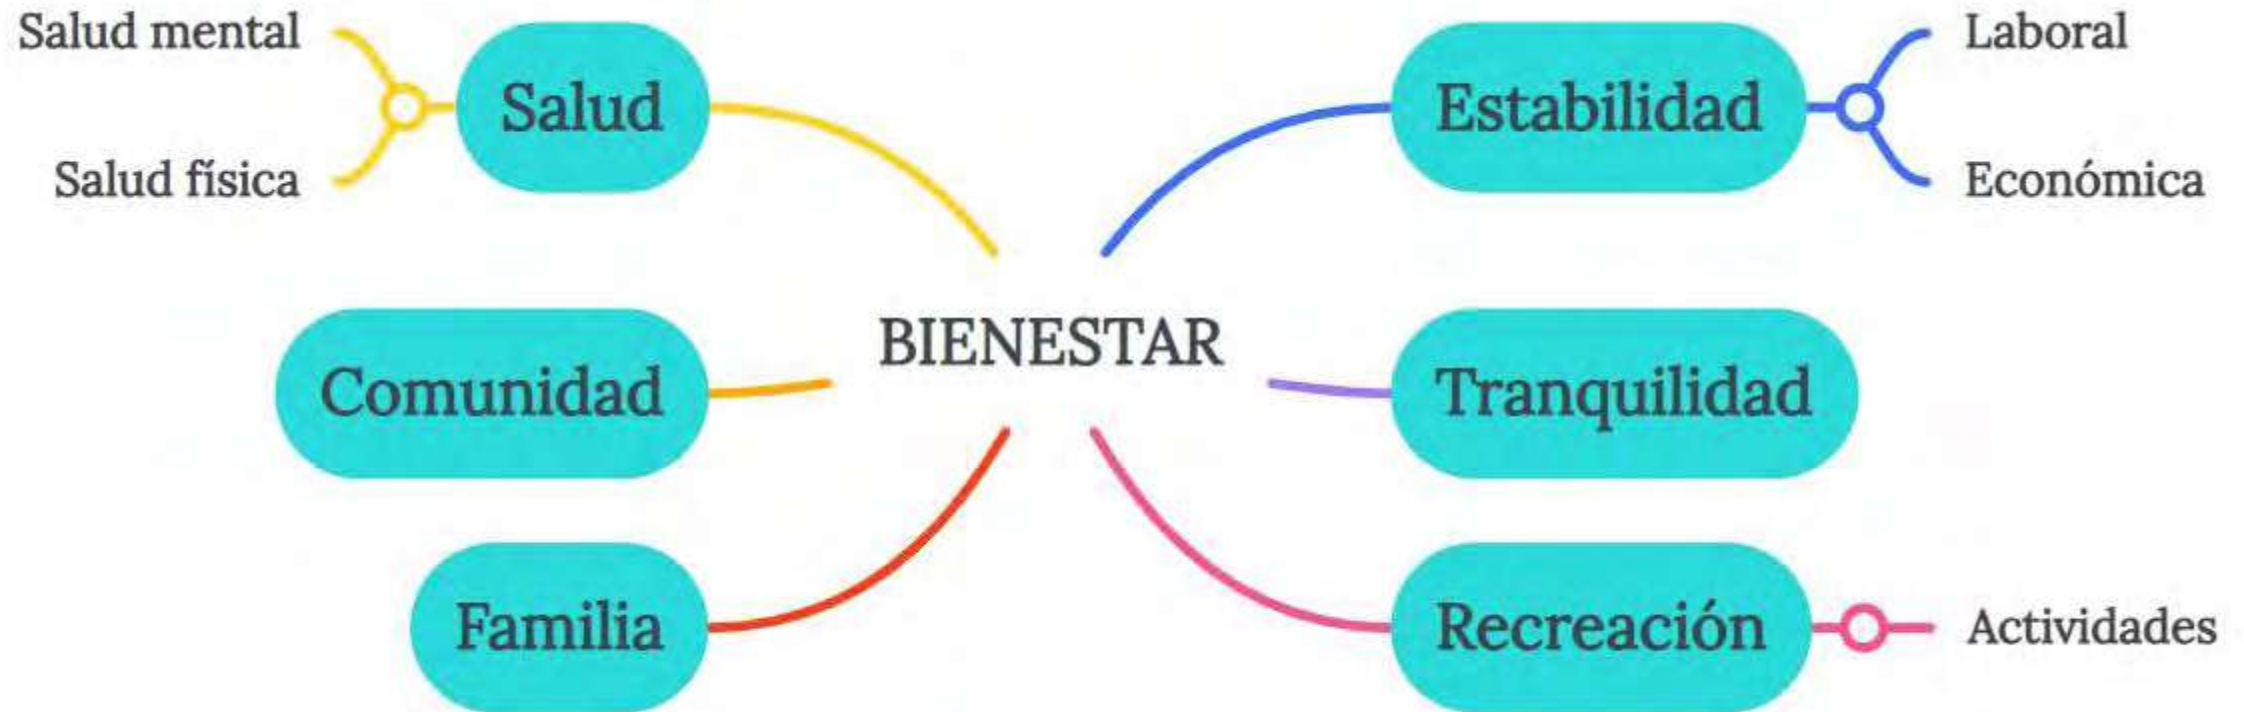 Salud mental
Salud física
Salud
Comunidad
Familia
BIENESTAR
Estabilidad
Laboral
Económica
Tranquilidad
Recreación
Actividades